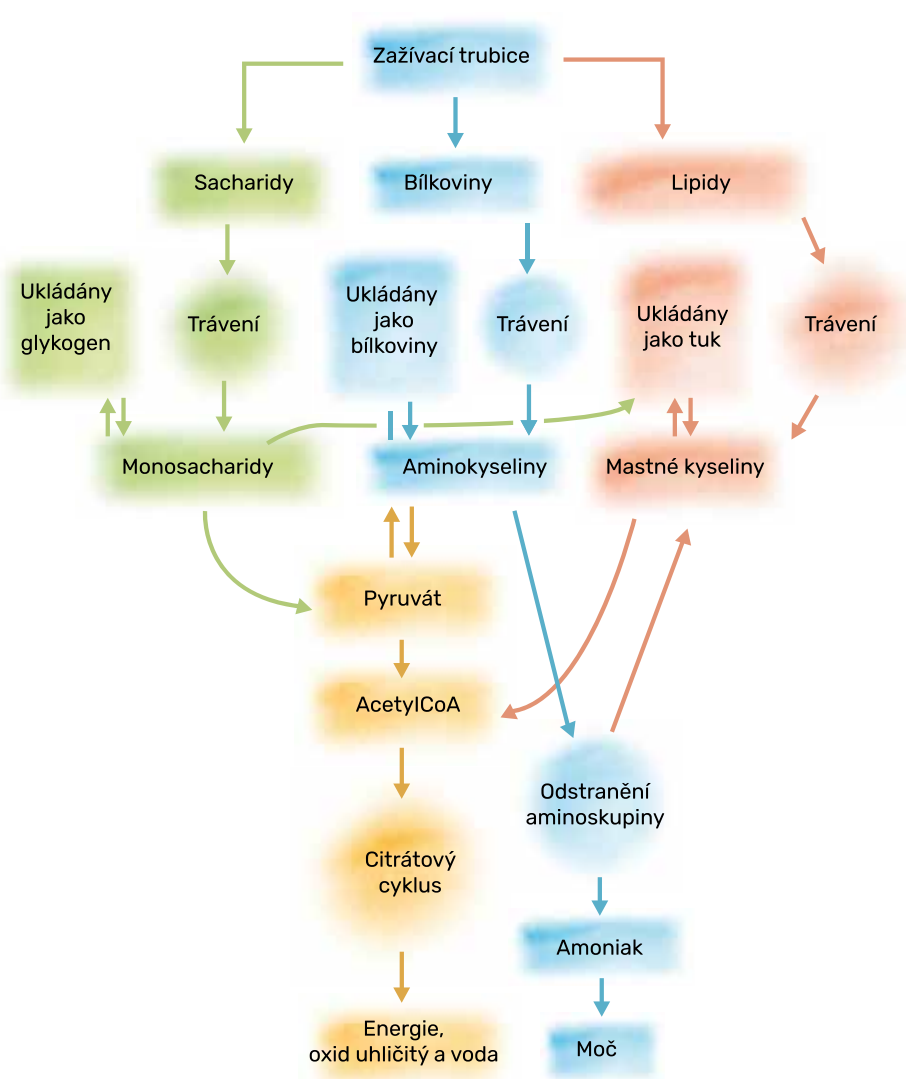 Zažívací trubice
Sacharidy
Bílkoviny
Lipidy
Ukládány
jako
glykogen
Trávení
Ukládány
jako
bílkoviny
Trávení
Ukládány
jako tuk
Trávení
Monosacharidy
Aminokyseliny
Mastné kyseliny
Pyruvát
AcetylCoA
Odstranění
aminoskupiny
Citrátový
cyklus
Amoniak
Energie,
oxid uhličitý a voda
Moč